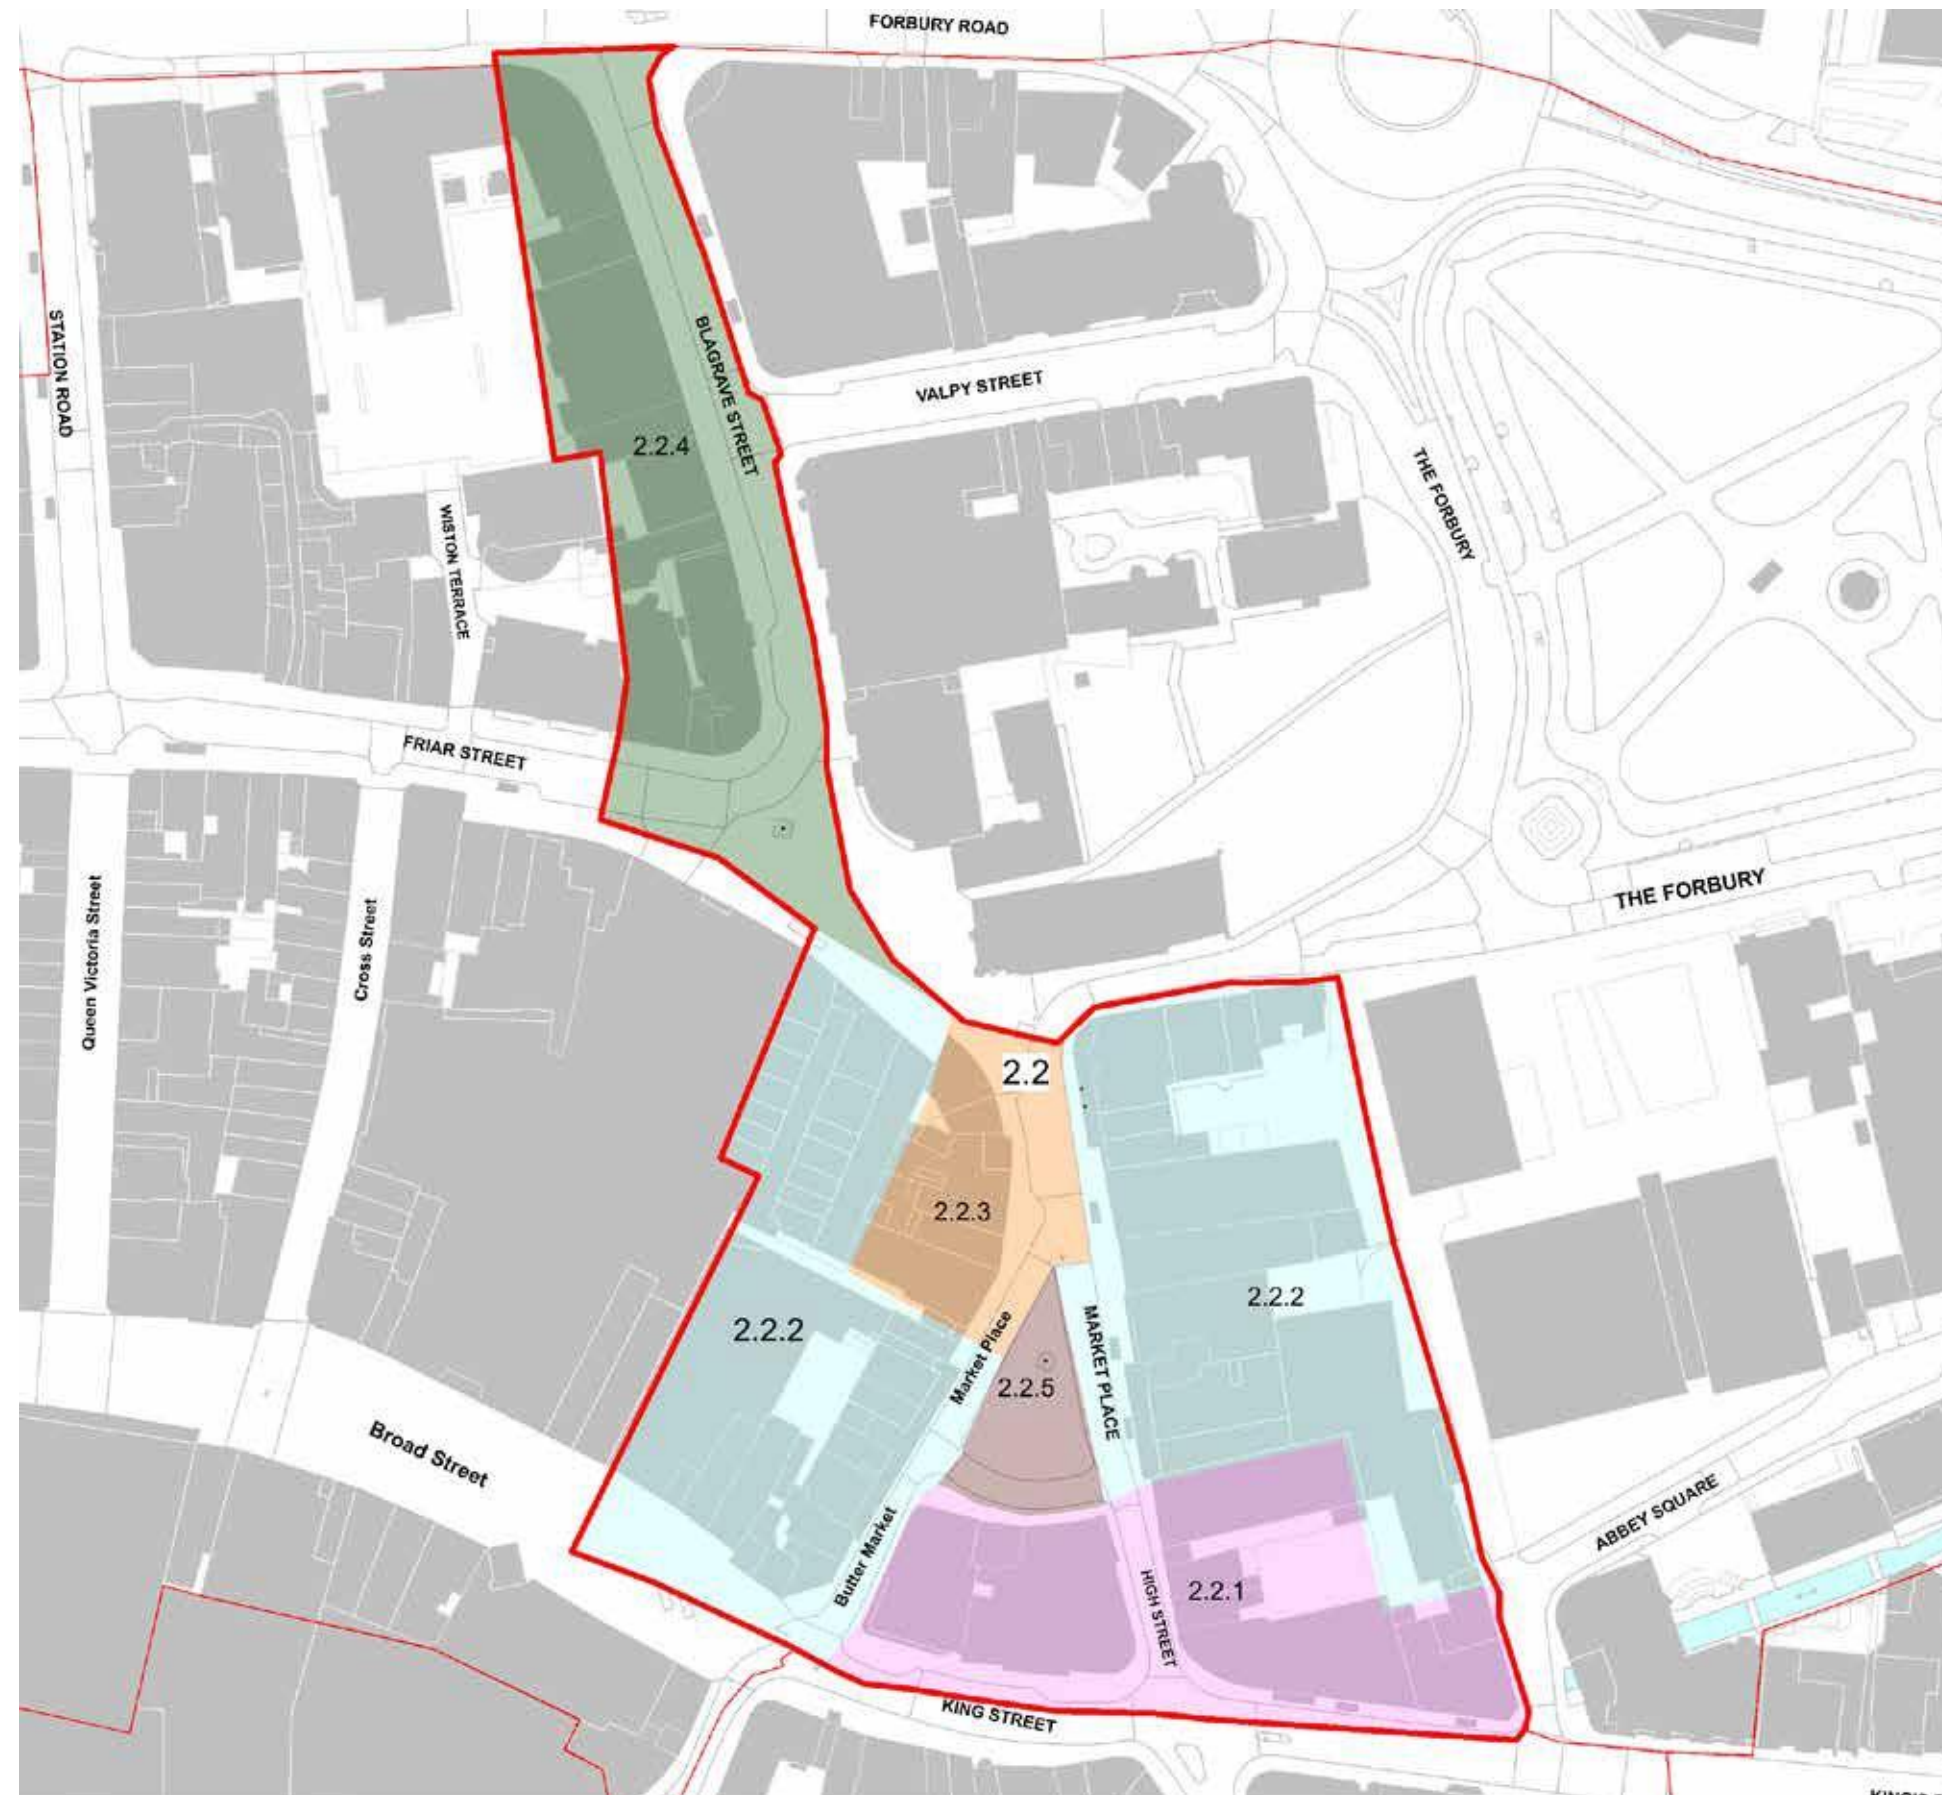 FORBURY ROAD
STATION ROAD
BLAGRAVE STREET
VALPY STREET
2.2.4
THE FORBURY
WISTON TERRACE
FRIAR STREET
THE FORBURY
Queen Victoria Street
Cross Street
2.2
2.2.3
2.2.2
2.2.2
Market Place
MARKET PLACE
2.2.5
Broad Street
ABBEY SQUARE
Butter Market
HIGH STREET
2.2.1
KING STREET